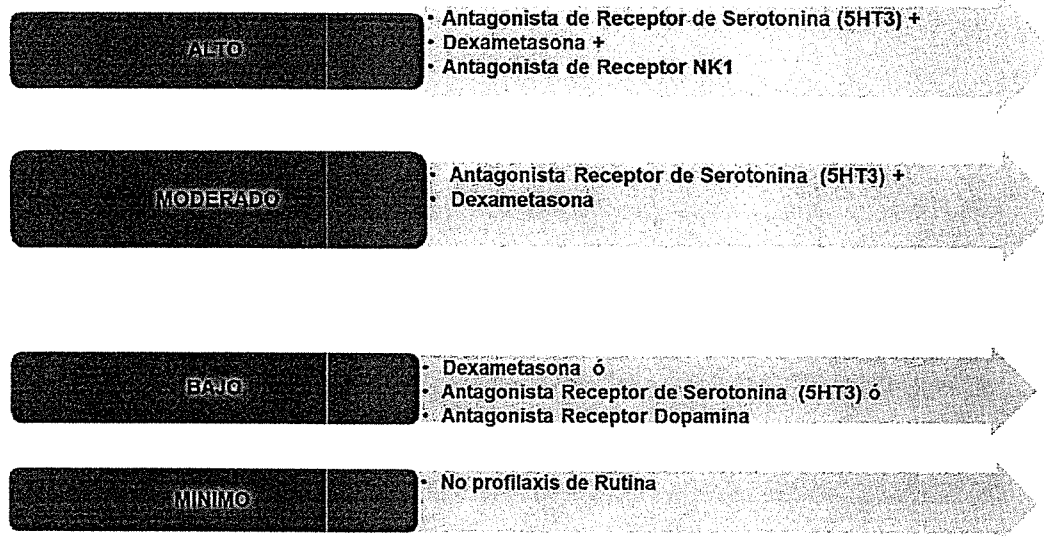 ALTO
• Antagonista de Receptor de Serotonina (5HT3) +
• Dexametasona +
• Antagonista de Receptor NK1
MODERADO
• Antagonista Receptor de Serotonina (5HT3) +
• Dexametasona
BAJO
• Dexametasona ó
• Antagonista Receptor de Serotonina (5HT3) ó
• Antagonista Receptor Dopamina
MINIMO
• No profilaxis de Rutina